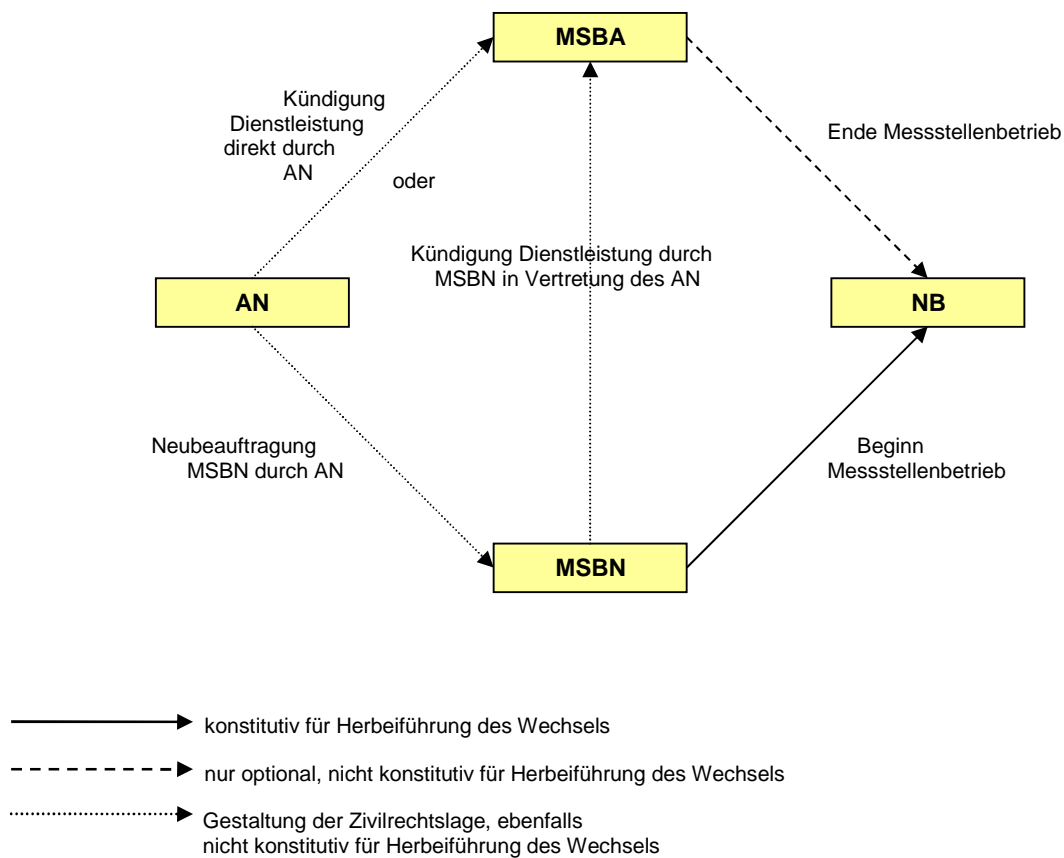 MSBA
Kündigung
Dienstleistung
direkt durch
AN
oder
Ende Messstellenbetrieb
Kündigung Dienstleistung durch
MSBN in Vertretung des AN
AN
NB
Neubeauftragung
MSBN durch AN
Beginn
Messstellenbetrieb
MSBN
konstitutiv für Herbeiführung des Wechsels
nur optional, nicht konstitutiv für Herbeiführung des Wechsels
Gestaltung der Zivilrechtslage, ebenfalls
nicht konstitutiv für Herbeiführung des Wechsels